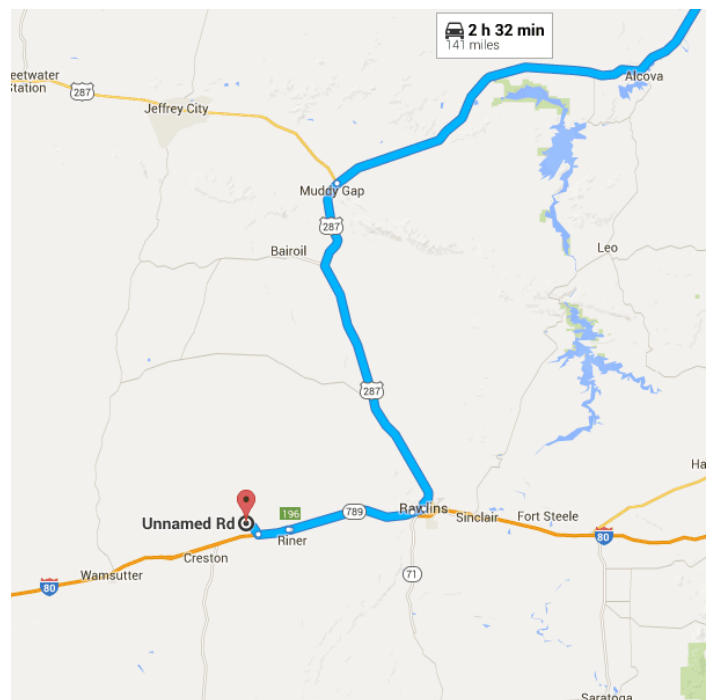 2 h 32 min
141 miles
eetwater
Station
287
Jeffrey City
Alcova
Muddy Gap
287
Bairoil
Leo
287
Ha
196
789
Rawlins
Unnamed Rd
Sinclair
Fort Steele
Riner
80
Creston
Wamsutter
80
71
Saratoga